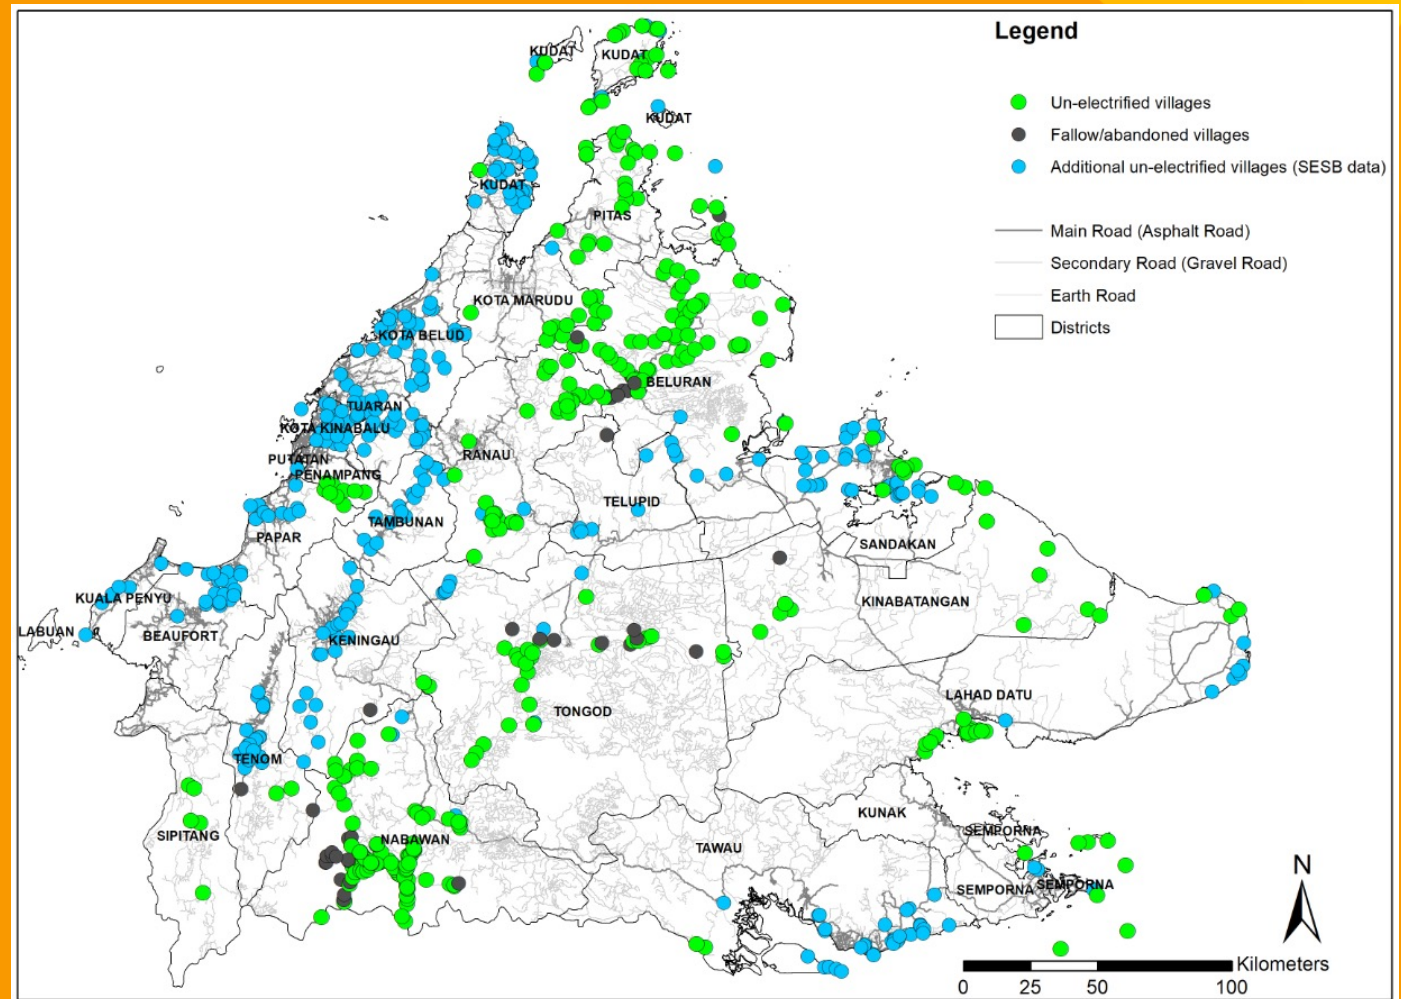 Legend
Un-electrified villages
Fallow/abandoned villages
Additional un-electrified villages (SESB data)
Main Road (Asphalt Road)
Secondary Road (Gravel Road)
Earth Road
Districts
KUDAT
KUDAT
KUDAT
KUDAT
PITAS
KOTA MARUDU
KOTA BELUD
BELURAN
TUARAN
KOTA KINABALU
PUTATAN
RANAU
PENAMPANG
TELUPID
TAMBUNAN
PAPAR
SANDAKAN
KUALA PENYU
KINABATANGAN
LABUAN
BEAUFORT
KENINGAU
LAHAD DATU
TONGOD
TENOM
KUNAK
SIPITANG
NABAWAN
SEMPORNA
TAWAU
SEMPORNA
SEMPORNA
N
Kilometers
0 25 50 100